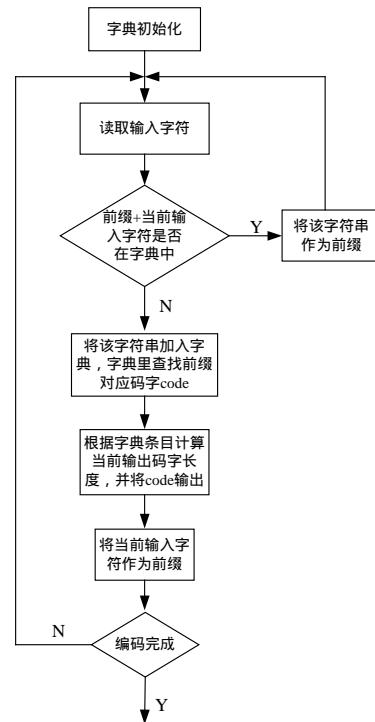 字典初始化
读取输入字符
前缀+当前输
入字符是否
在字典中
Y
将该字符串
作为前缀
N
将该字符串加入字
典，字典里查找前缀
对应码字code
根据字典条目计算
当前输出码字长
度，并将code输出
将当前输入字
符作为前缀
N
编码完成
Y